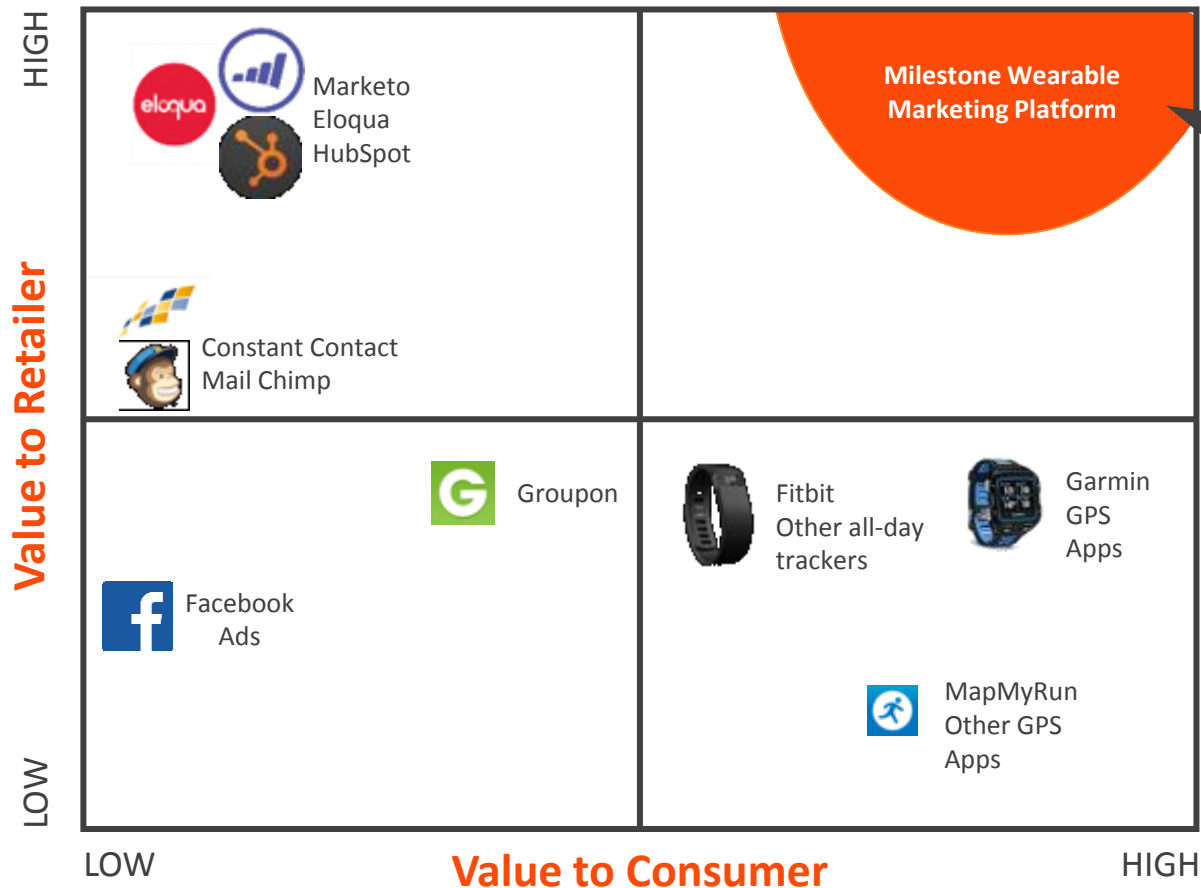 HIGH
eloqua
Marketo
Eloqua
HubSpot
Milestone Wearable
Marketing Platform
Constant Contact
Mail Chimp
Value to Retailer
G
Groupon
Fitbit
Other all-day
trackers
Garmin
GPS
Apps
f
Facebook
Ads
MapMyRun
Other GPS
Apps
LOW
LOW
Value to Consumer
HIGH